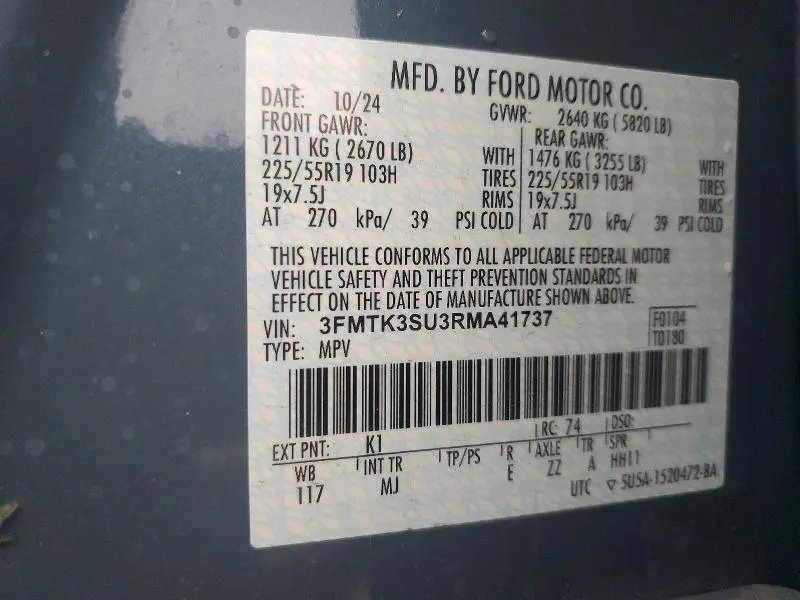 MFD. BY FORD MOTOR CO.
DATE: 10/24 GVWR: 2640 KG ( 5820 LB)
FRONT GAWR: REAR GAWR:
1211 KG ( 2670 LB) WITH 1476 KG ( 3255 LB) WITH
225/55R19 103H TIRES 225/55R19 103H TIRES
19x7.5J RIMS 19x7.5J RIMS
AT 270 kPa/ 39 PSI COLD AT 270 kPa/ 39 PSI COLD
THIS VEHICLE CONFORMS TO ALL APPLICABLE FEDERAL MOTOR
VEHICLE SAFETY AND THEFT PREVENTION STANDARDS IN
EFFECT ON THE DATE OF MANUFACTURE SHOWN ABOVE.
VIN: 3FMTK3SU3RMA41737 F0104
TYPE: MPV T0180
EXT PNT: K1 RC: 74 DSO:
WB INT TR TP/PS R AXLE TR SPR
117 MJ E ZZ A HH11
UTC ▽ 5U5A-1520472-BA